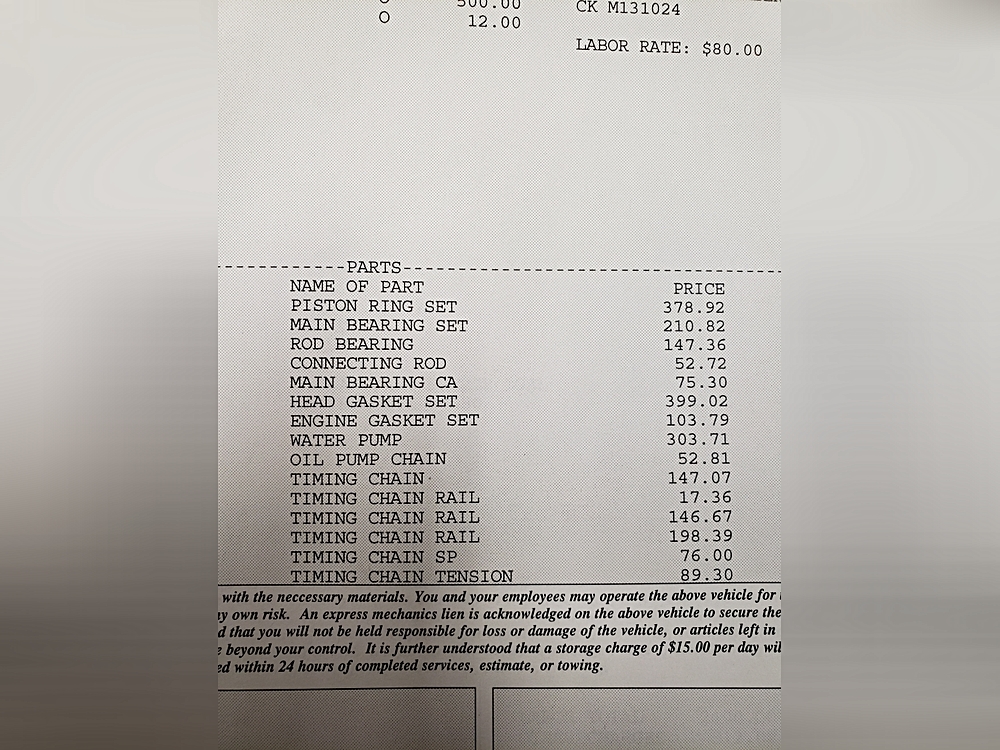 O 500.00 CK M131024
O 12.00
LABOR RATE: $80.00
------------PARTS------------------------------------
NAME OF PART PRICE
PISTON RING SET 378.92
MAIN BEARING SET 210.82
ROD BEARING 147.36
CONNECTING ROD 52.72
MAIN BEARING CA 75.30
HEAD GASKET SET 399.02
ENGINE GASKET SET 103.79
WATER PUMP 303.71
OIL PUMP CHAIN 52.81
TIMING CHAIN 147.07
TIMING CHAIN RAIL 17.36
TIMING CHAIN RAIL 146.67
TIMING CHAIN RAIL 198.39
TIMING CHAIN SP 76.00
TIMING CHAIN TENSION 89.30
with the neccessary materials. You and your employees may operate the above vehicle for
y own risk. An express mechanics lien is acknowledged on the above vehicle to secure the
d that you will not be held responsible for loss or damage of the vehicle, or articles left in
e beyond your control. It is further understood that a storage charge of $15.00 per day wil
ed within 24 hours of completed services, estimate, or towing.